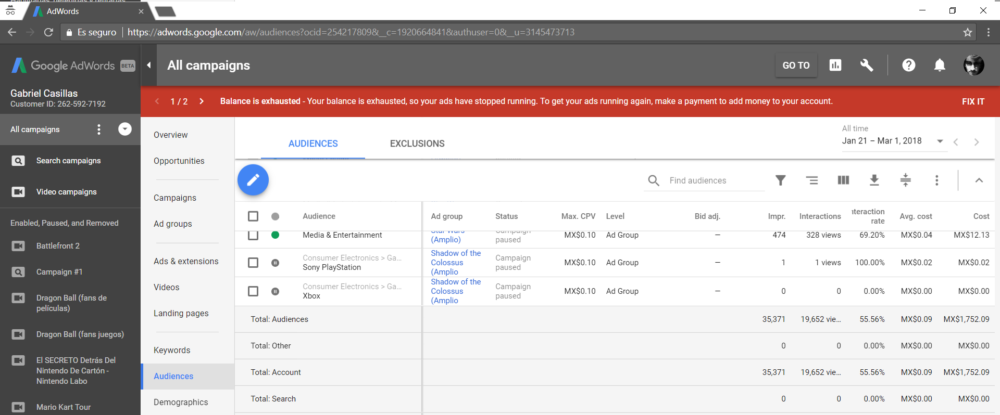 AdWords
Es seguro
https://adwords.google.com/aw/audiences?ocid=254217809&__c=1920664841&authuser=0&__u=3145473713
Google AdWords BETA
All campaigns
GO TO
Gabriel Casillas
Customer ID: 262-592-7192
1 / 2
Balance is exhausted - Your balance is exhausted, so your ads have stopped running. To get your ads running again, make a payment to add money to your account.
FIX IT
All campaigns
Search campaigns
Video campaigns
Enabled, Paused, and Removed
Battlefront 2
Campaign #1
Dragon Ball (fans de
películas)
Dragon Ball (fans juegos)
El SECRETO Detrás Del
Nintendo De Cartón -
Nintendo Labo
Mario Kart Tour
Overview
Opportunities
Campaigns
Ad groups
Ads & extensions
Videos
Landing pages
Keywords
Audiences
Demographics
AUDIENCES
EXCLUSIONS
All time
Jan 21 – Mar 1, 2018
Find audiences
Audience
Ad group
Status
Max. CPV
Level
Bid adj.
Impr.
Interactions
nteraction
rate
Avg. cost
Cost
Media & Entertainment
Star Wars
(Amplio)
Campaign
paused
MX$0.10
Ad Group
—
474
328 views
69.20%
MX$0.04
MX$12.13
Consumer Electronics > Ga...
Sony PlayStation
Shadow of the
Colossus
(Amplio
Campaign
paused
MX$0.10
Ad Group
—
1
1 views
100.00%
MX$0.02
MX$0.02
Consumer Electronics > Ga...
Xbox
Shadow of the
Colossus
(Amplio
Campaign
paused
MX$0.10
Ad Group
—
0
0
0.00%
MX$0.00
MX$0.00
Total: Audiences
35,371
19,652 vie...
55.56%
MX$0.09
MX$1,752.09
Total: Other
0
0
0.00%
MX$0.00
MX$0.00
Total: Account
35,371
19,652 vie...
55.56%
MX$0.09
MX$1,752.09
Total: Search
0
0
0.00%
MX$0.00
MX$0.00